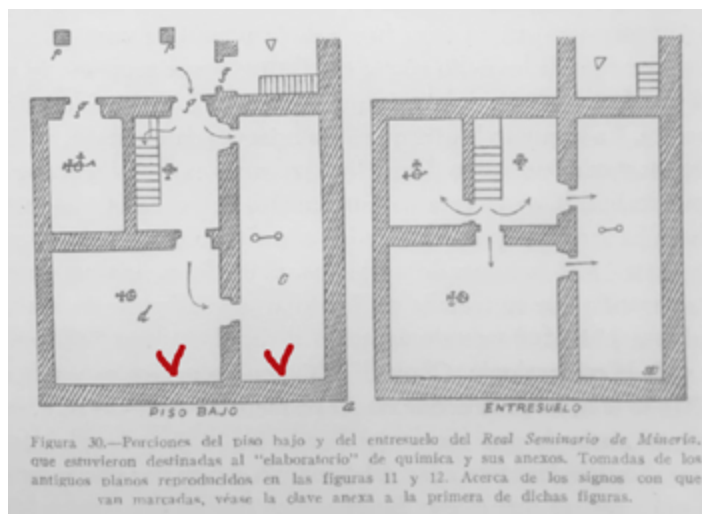 PISO BAJO
ENTRESUELO
Figura 30.—Porciones del piso bajo y del entresuelo del Real Seminario de Minería,
que estuvieron destinadas al "elaboratorio" de química y sus anexos. Tomadas de los
antiguos planos reproducidos en las figuras 11 y 12. Acerca de los signos con que
van marcadas, véase la clave anexa a la primera de dichas figuras.